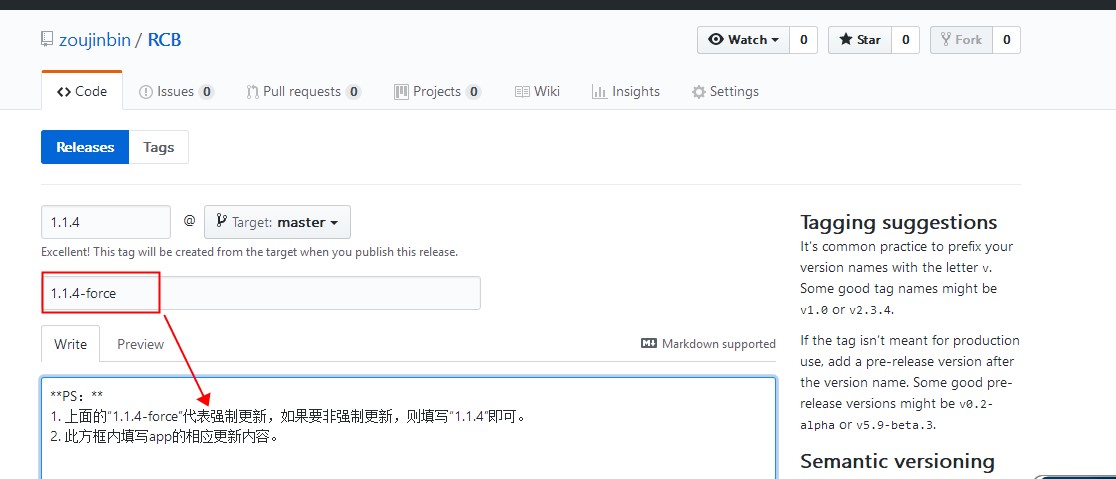 zoujinbin / RCB
Watch 0 Star 0 Fork 0
Code Issues 0 Pull requests 0 Projects 0 Wiki Insights Settings
Releases Tags
1.1.4 @ Target: master
Excellent! This tag will be created from the target when you publish this release.
1.1.4-force
Write Preview Markdown supported
**PS：**
1. 上面的“1.1.4-force”代表强制更新，如果要非强制更新，则填写“1.1.4”即可。
2. 此方框内填写app的相应更新内容。
Tagging suggestions
It's common practice to prefix your
version names with the letter v.
Some good tag names might be
v1.0 or v2.3.4.
If the tag isn't meant for production
use, add a pre-release version after
the version name. Some good pre-
release versions might be v0.2-
alpha or v5.9-beta.3.
Semantic versioning